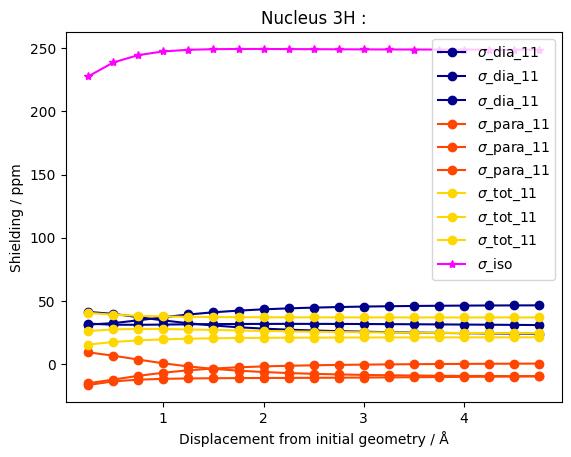 Nucleus 3H :
Shielding / ppm
250
200
150
100
50
0
1
2
3
4
Displacement from initial geometry / Å
σ_dia_11
σ_dia_11
σ_dia_11
σ_para_11
σ_para_11
σ_para_11
σ_tot_11
σ_tot_11
σ_tot_11
σ_iso